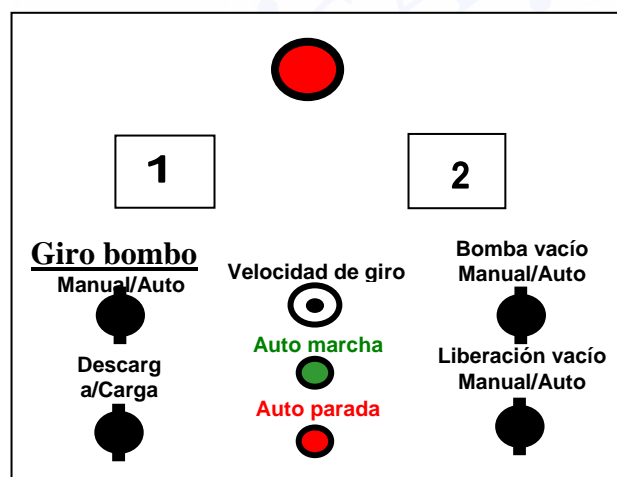 1
2
Giro bombo
Manual/Auto
Velocidad de giro
Bomba vacío
Manual/Auto
Auto marcha
Descarg
a/Carga
Liberación vacío
Manual/Auto
Auto parada